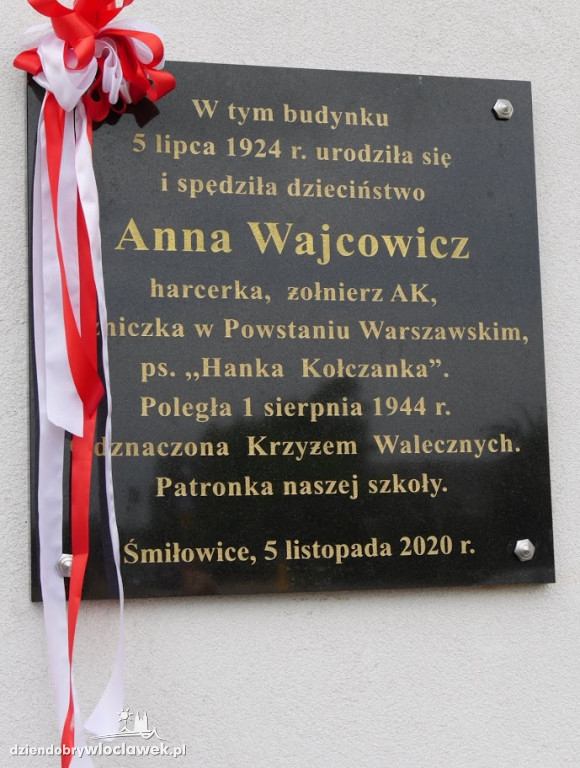 W tym budynku
5 lipca 1924 r. urodziła się
i spędziła dzieciństwo
Anna Wajcowicz
harcerka, żołnierz AK,
w Powstaniu Warszawskim,
ps. ,,Hanka Kołczanka”.
Poległa 1 sierpnia 1944 r.
dznaczona Krzyżem Walecznych.
Patronka naszej szkoły.
Śmiłowice, 5 listopada 2020 r.
dziendobrywloclawek.pl